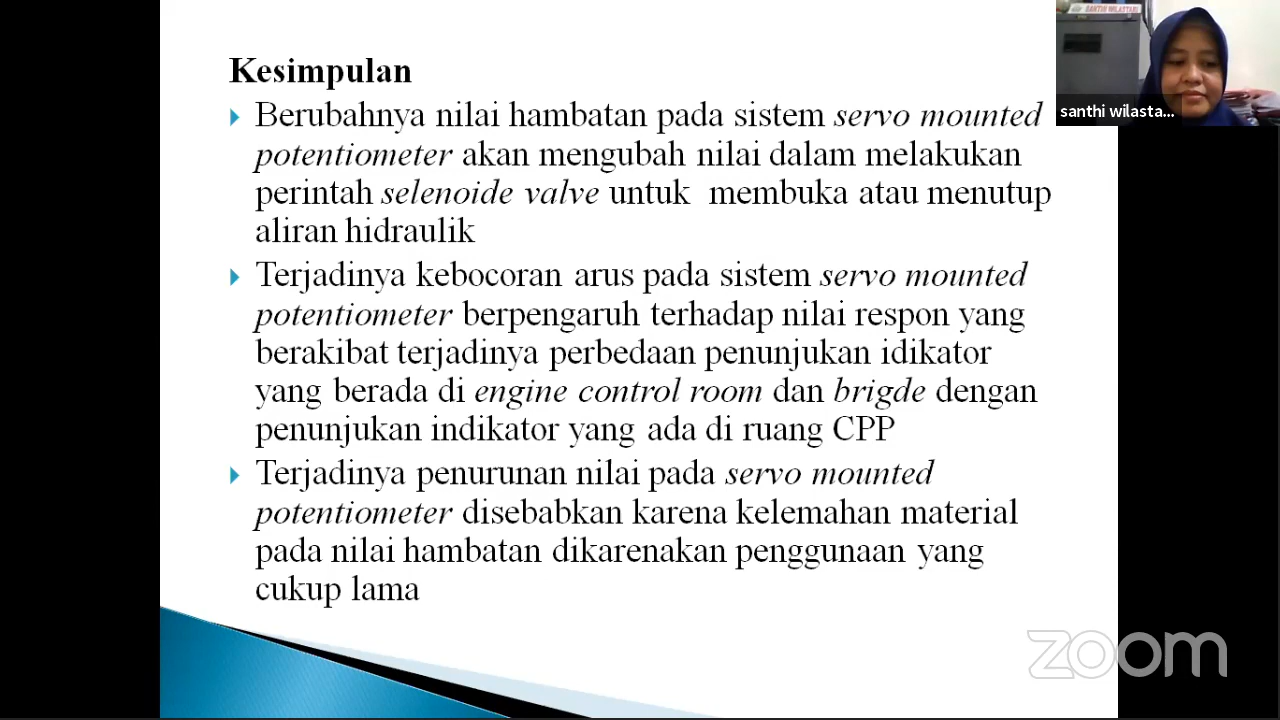 Kesimpulan
Berubahnya nilai hambatan pada sistem servo mounted
potentiometer akan mengubah nilai dalam melakukan
perintah selenoide valve untuk membuka atau menutup
aliran hidraulik
Terjadinya kebocoran arus pada sistem servo mounted
potentiometer berpengaruh terhadap nilai respon yang
berakibat terjadinya perbedaan penunjukan idikator
yang berada di engine control room dan brigde dengan
penunjukan indikator yang ada di ruang CPP
Terjadinya penurunan nilai pada servo mounted
potentiometer disebabkan karena kelemahan material
pada nilai hambatan dikarenakan penggunaan yang
cukup lama
SANTHI WILASTARI
santhi wilasta...
zoom